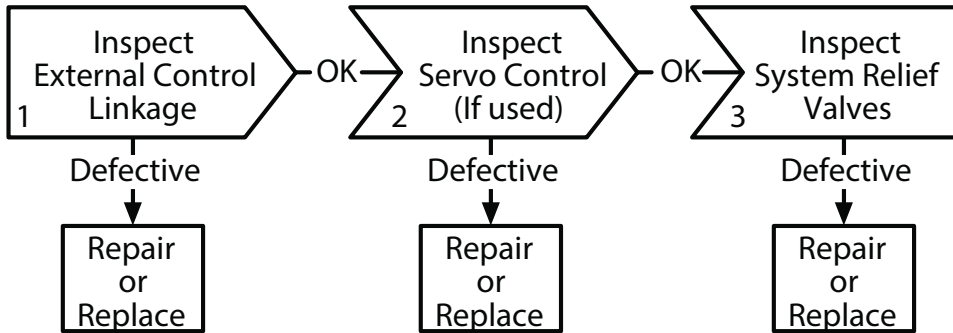 Inspect
External Control
Linkage
1
OK
Inspect
Servo Control
(If used)
2
OK
Inspect
System Relief
Valves
3
Defective
Defective
Defective
Repair
or
Replace
Repair
or
Replace
Repair
or
Replace